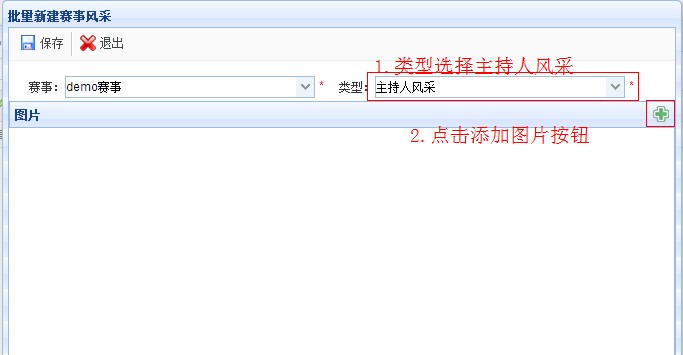 批量新建赛事风采
保存 退出
1.类型选择主持人风采
赛事: demo赛事 * 类型: 主持人风采 *
图片
2.点击添加图片按钮